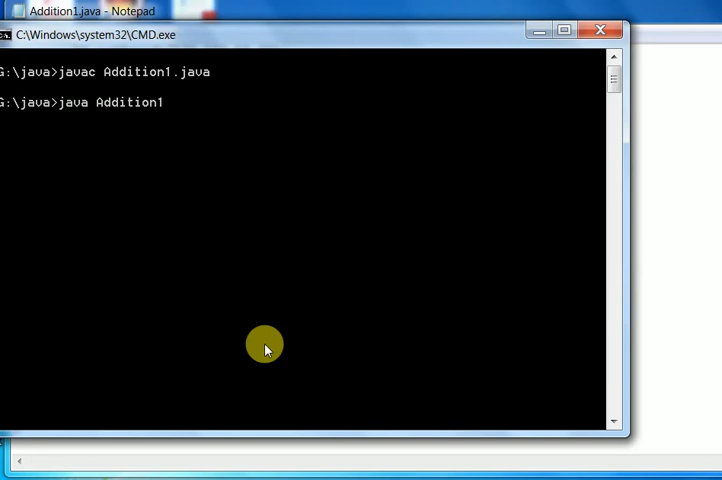 Addition1.java - Notepad
C:\Windows\system32\CMD.exe
G:\java>javac Addition1.java
G:\java>java Addition1